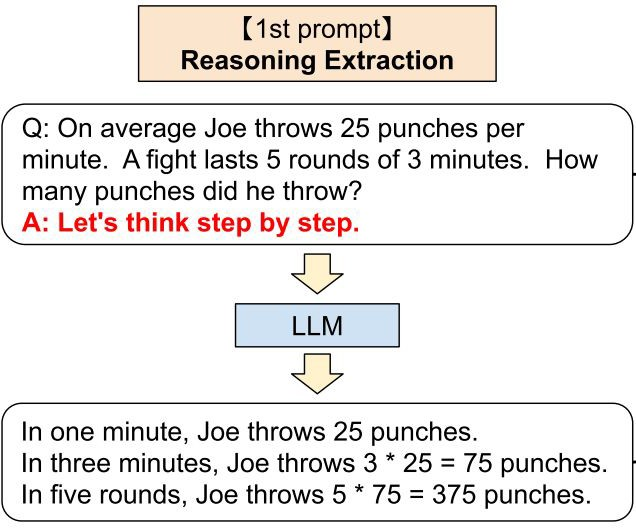 【1st prompt】
Reasoning Extraction
Q: On average Joe throws 25 punches per
minute.  A fight lasts 5 rounds of 3 minutes.  How
many punches did he throw?
A: Let's think step by step.
LLM
In one minute, Joe throws 25 punches.
In three minutes, Joe throws 3 * 25 = 75 punches.
In five rounds, Joe throws 5 * 75 = 375 punches.